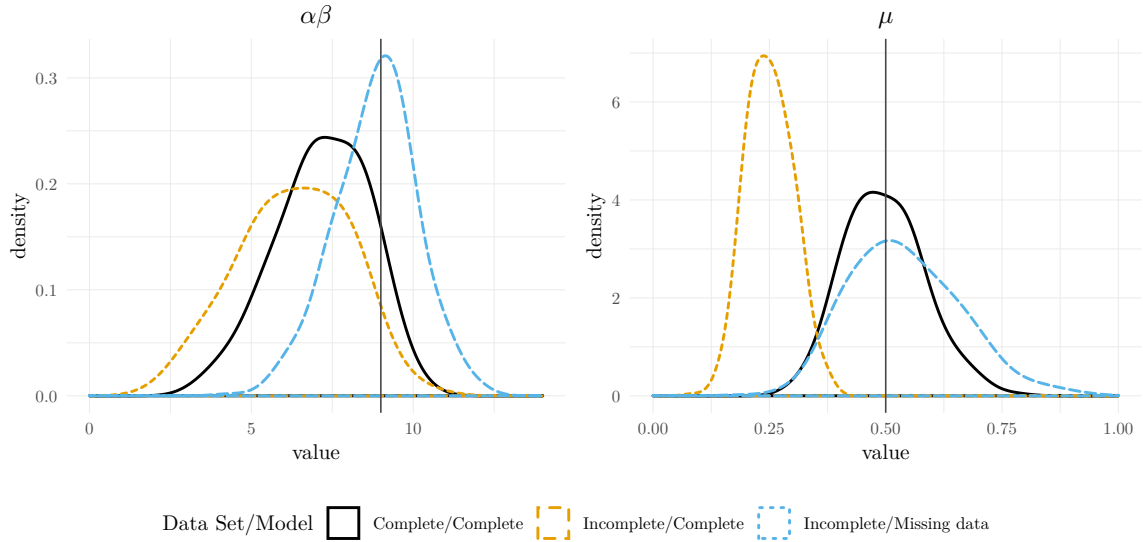 αβ
μ
0.3
0.2
0.1
0.0
density
0
5
10
value
6
4
2
0
density
0.00
0.25
0.50
0.75
1.00
value
Data Set/Model Complete/Complete Incomplete/Complete Incomplete/Missing data